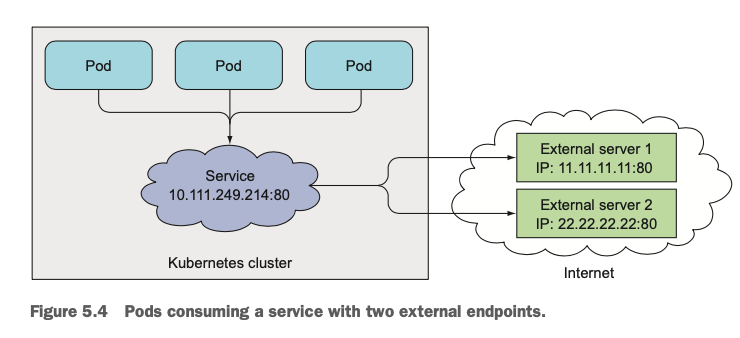 Pod
Pod
Pod
Service
10.111.249.214:80
Kubernetes cluster
External server 1
IP: 11.11.11.11:80
External server 2
IP: 22.22.22.22:80
Internet
Figure 5.4 Pods consuming a service with two external endpoints.